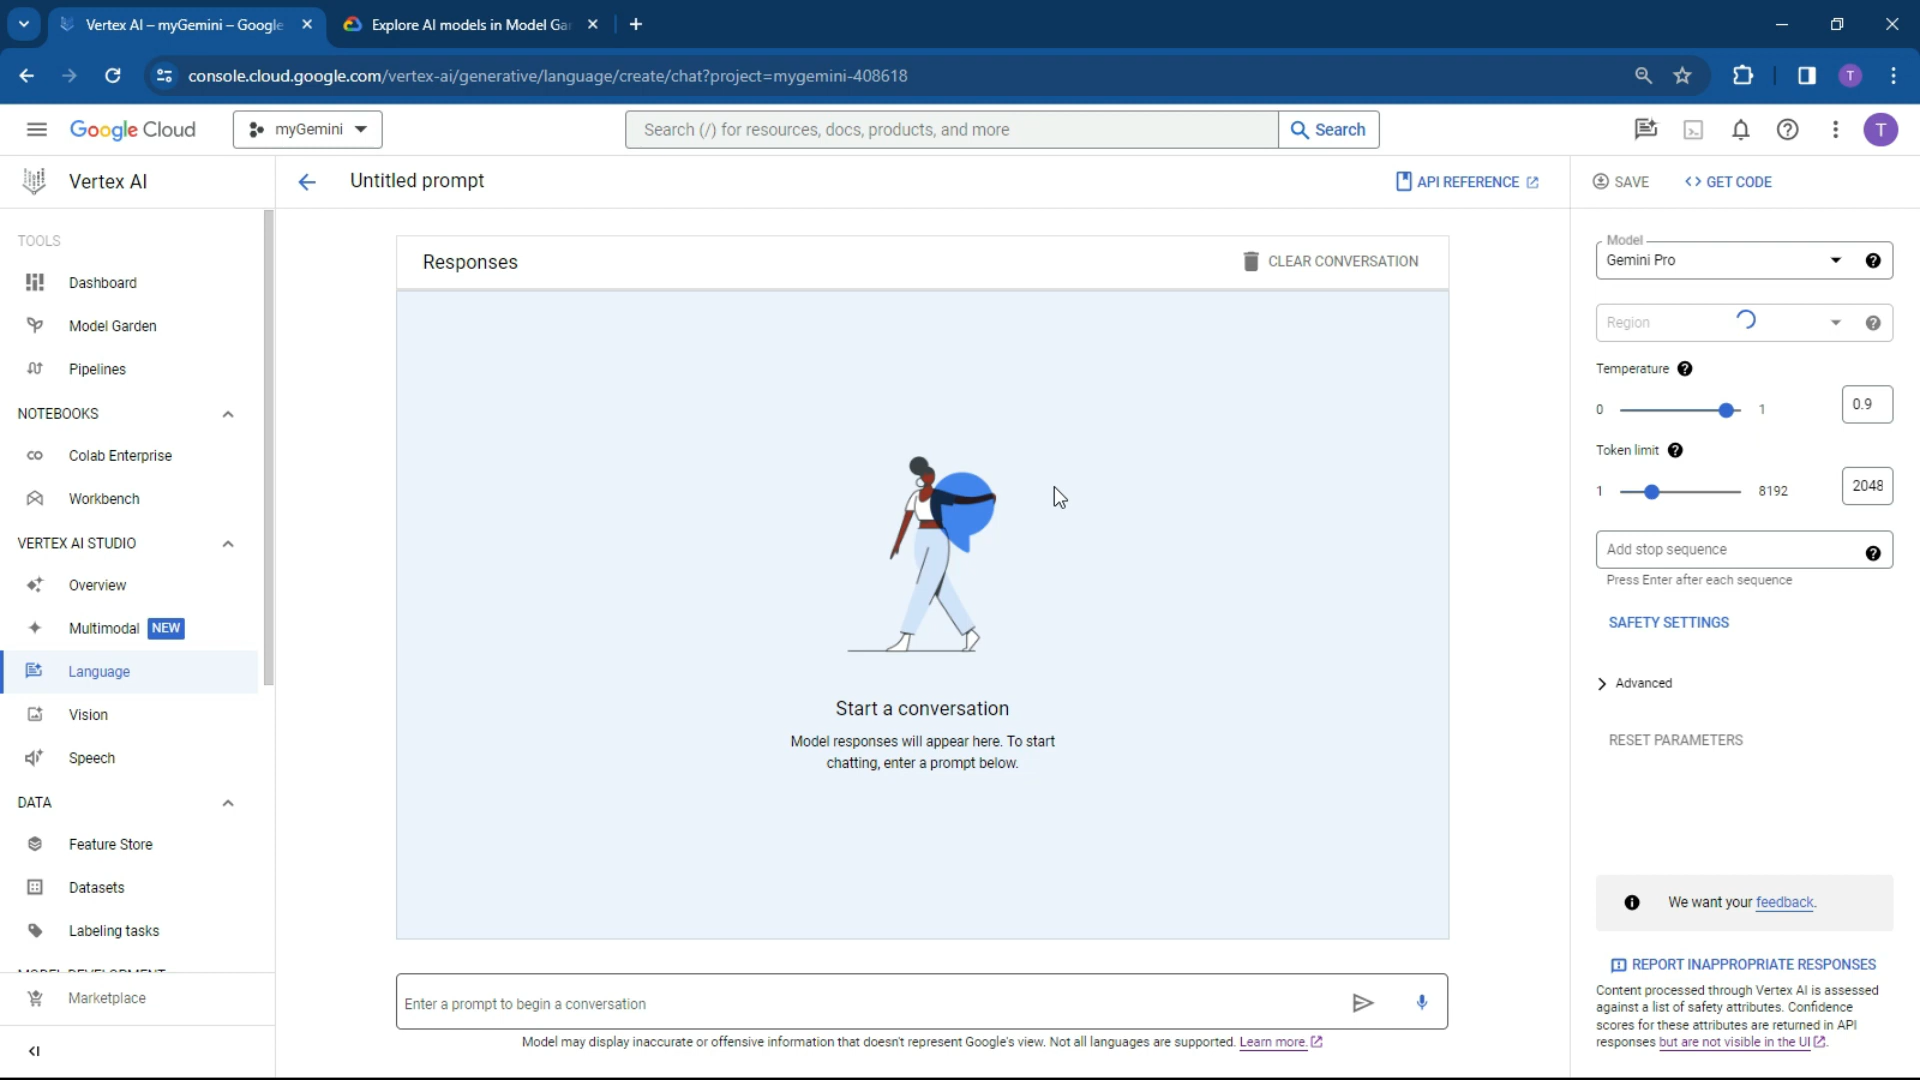 Vertex AI – myGemini – Google
Explore AI models in Model Gar
console.cloud.google.com/vertex-ai/generative/language/create/chat?project=mygemini-408618
T
Google Cloud
myGemini
Search (/) for resources, docs, products, and more
Search
T
Vertex AI
Untitled prompt
API REFERENCE
SAVE
<> GET CODE
TOOLS
Dashboard
Model Garden
Pipelines
NOTEBOOKS
Colab Enterprise
Workbench
VERTEX AI STUDIO
Overview
Multimodal NEW
Language
Vision
Speech
DATA
Feature Store
Datasets
Labeling tasks
MODEL DEVELOPMENT
Marketplace
Responses
CLEAR CONVERSATION
Start a conversation
Model responses will appear here. To start
chatting, enter a prompt below.
Enter a prompt to begin a conversation
Model may display inaccurate or offensive information that doesn't represent Google's view. Not all languages are supported. Learn more.
Model
Gemini Pro
Region
Temperature
0 1 0.9
Token limit
1 8192 2048
Add stop sequence
Press Enter after each sequence
SAFETY SETTINGS
Advanced
RESET PARAMETERS
We want your feedback.
REPORT INAPPROPRIATE RESPONSES
Content processed through Vertex AI is assessed
against a list of safety attributes. Confidence
scores for these attributes are returned in API
responses but are not visible in the UI.